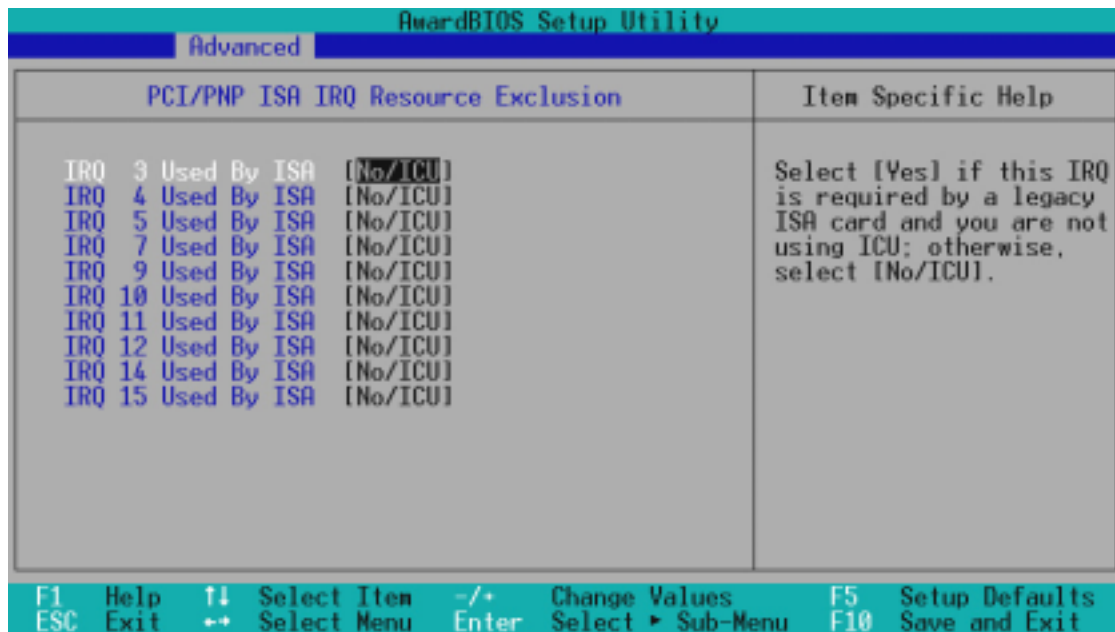 AwardBIOS Setup Utility
Advanced
PCI/PNP ISA IRQ Resource Exclusion
Item Specific Help
IRQ 3 Used By ISA [No/ICU]
IRQ 4 Used By ISA [No/ICU]
IRQ 5 Used By ISA [No/ICU]
IRQ 7 Used By ISA [No/ICU]
IRQ 9 Used By ISA [No/ICU]
IRQ 10 Used By ISA [No/ICU]
IRQ 11 Used By ISA [No/ICU]
IRQ 12 Used By ISA [No/ICU]
IRQ 14 Used By ISA [No/ICU]
IRQ 15 Used By ISA [No/ICU]
Select [Yes] if this IRQ
is required by a legacy
ISA card and you are not
using ICU; otherwise,
select [No/ICU].
F1 Help ↑↓ Select Item -/+ Change Values F5 Setup Defaults
ESC Exit ←→ Select Menu Enter Select ► Sub-Menu F10 Save and Exit